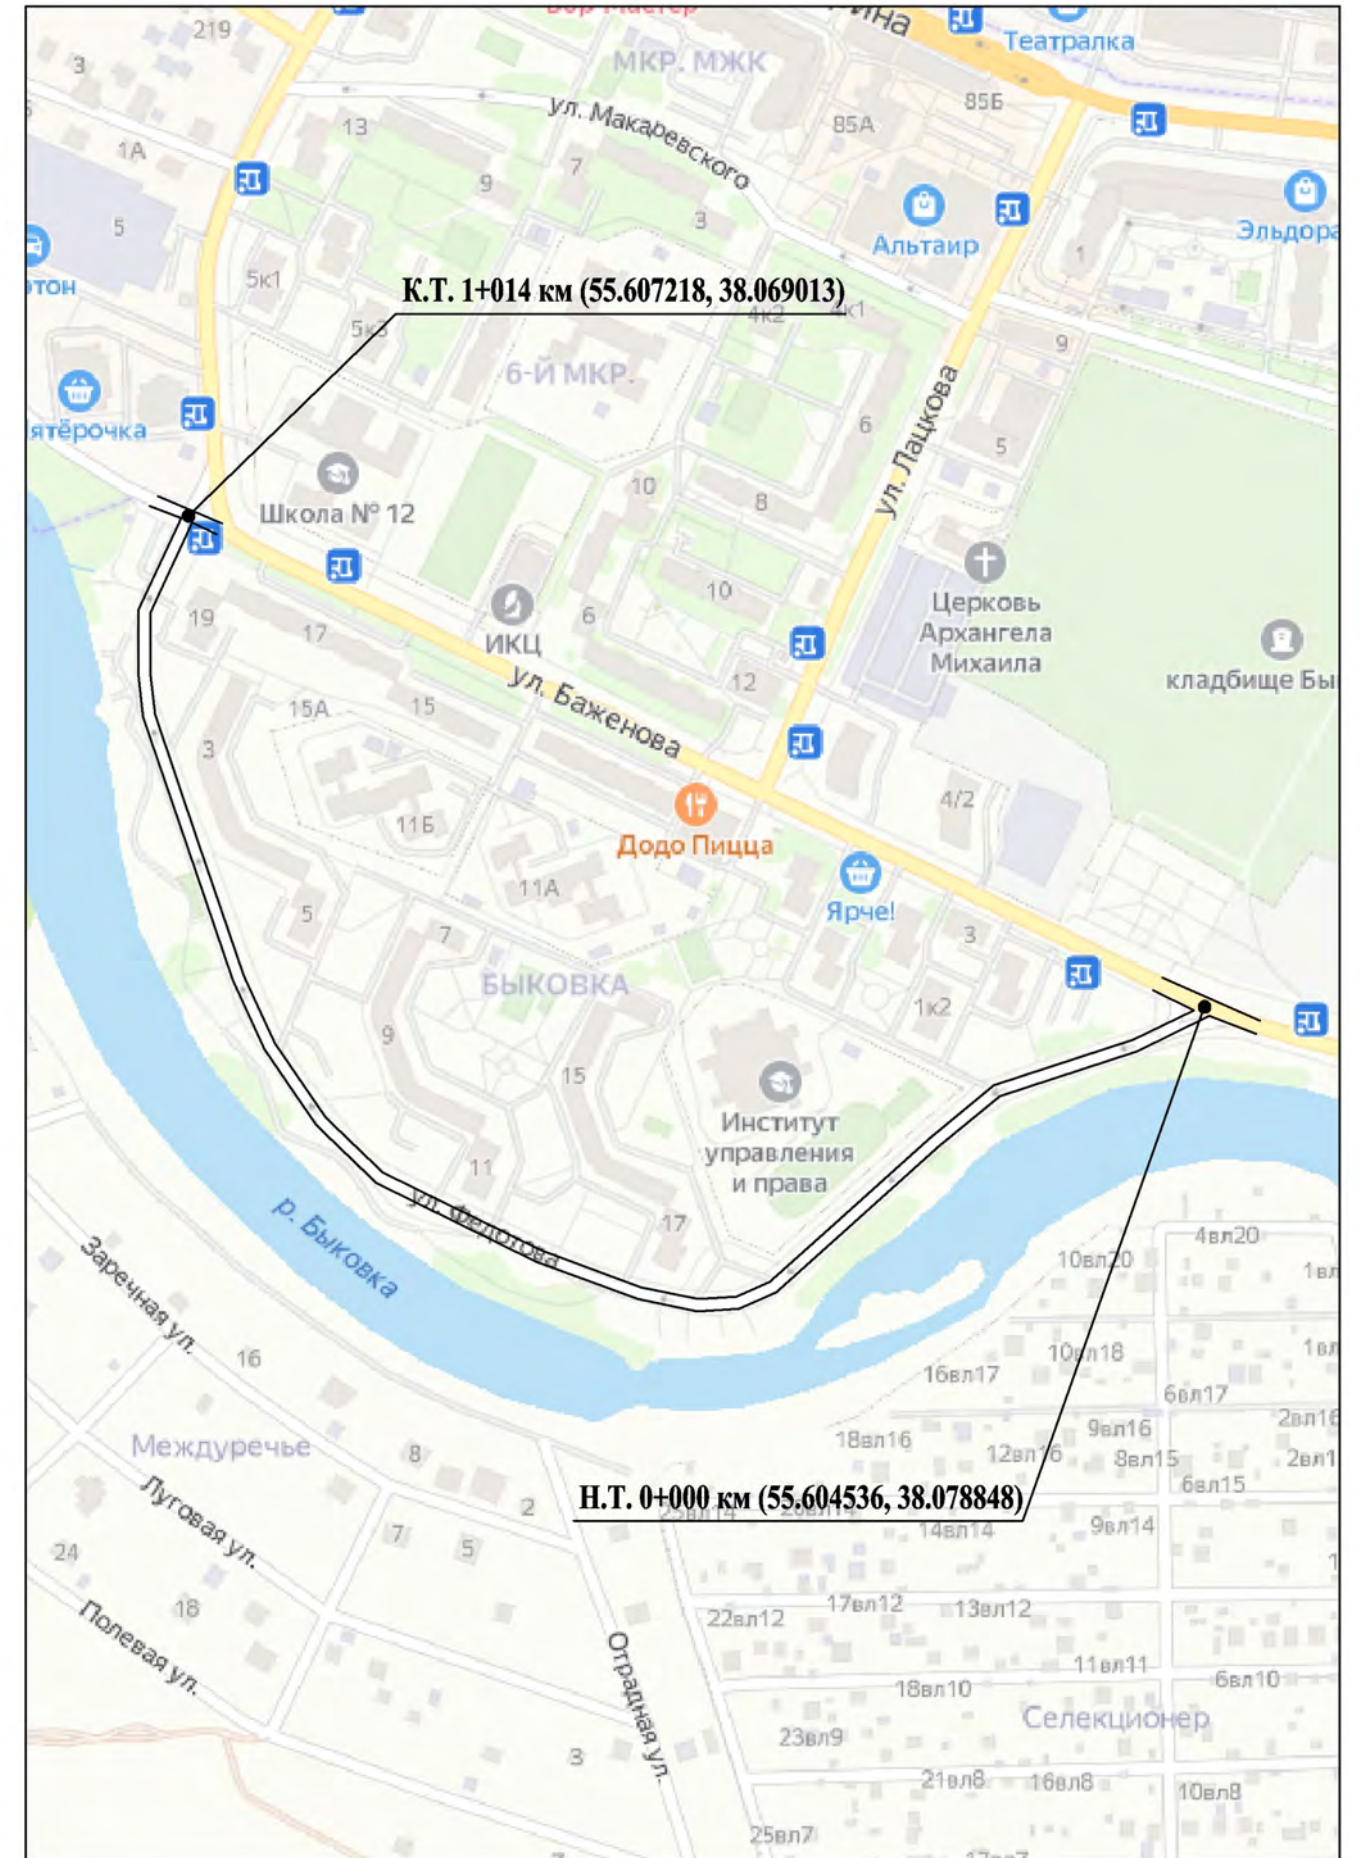 219
Театралка
3
МКР. МЖК
85Б
ул. Макаревского
85А
13
1А
7
9
5
3
Альтаир
1
5к1
К.Т. 1+014 км (55.607218, 38.069013)
4к2
4к1
5к3
9
6-Й МКР.
ул. Лацкова
6
5
10
8
Школа № 12
10
Церковь
Архангела
Михаила
ИКЦ
6
19
17
12
ул. Баженова
15А
15
3
4/2
11Б
Додо Пицца
11А
Ярче!
5
7
3
БЫКОВКА
1к2
9
15
Институт
управления
и права
11
ул. Федотова
17
р. Быковка
4вл20
10вл20
Заречная ул.
16
10вл18
16вл17
6вл17
Междуречье
8
18вл16
9вл16
12вл16
8вл15
6вл15
Луговая ул.
2
Н.Т. 0+000 км (55.604536, 38.078848)
25вл14
14вл14
9вл14
7
5
24
18
22вл12
17вл12
13вл12
Полевая ул.
Отрадная ул.
11вл11
6вл10
18вл10
Селекционер
23вл9
3
21вл8
16вл8
10вл8
25вл7